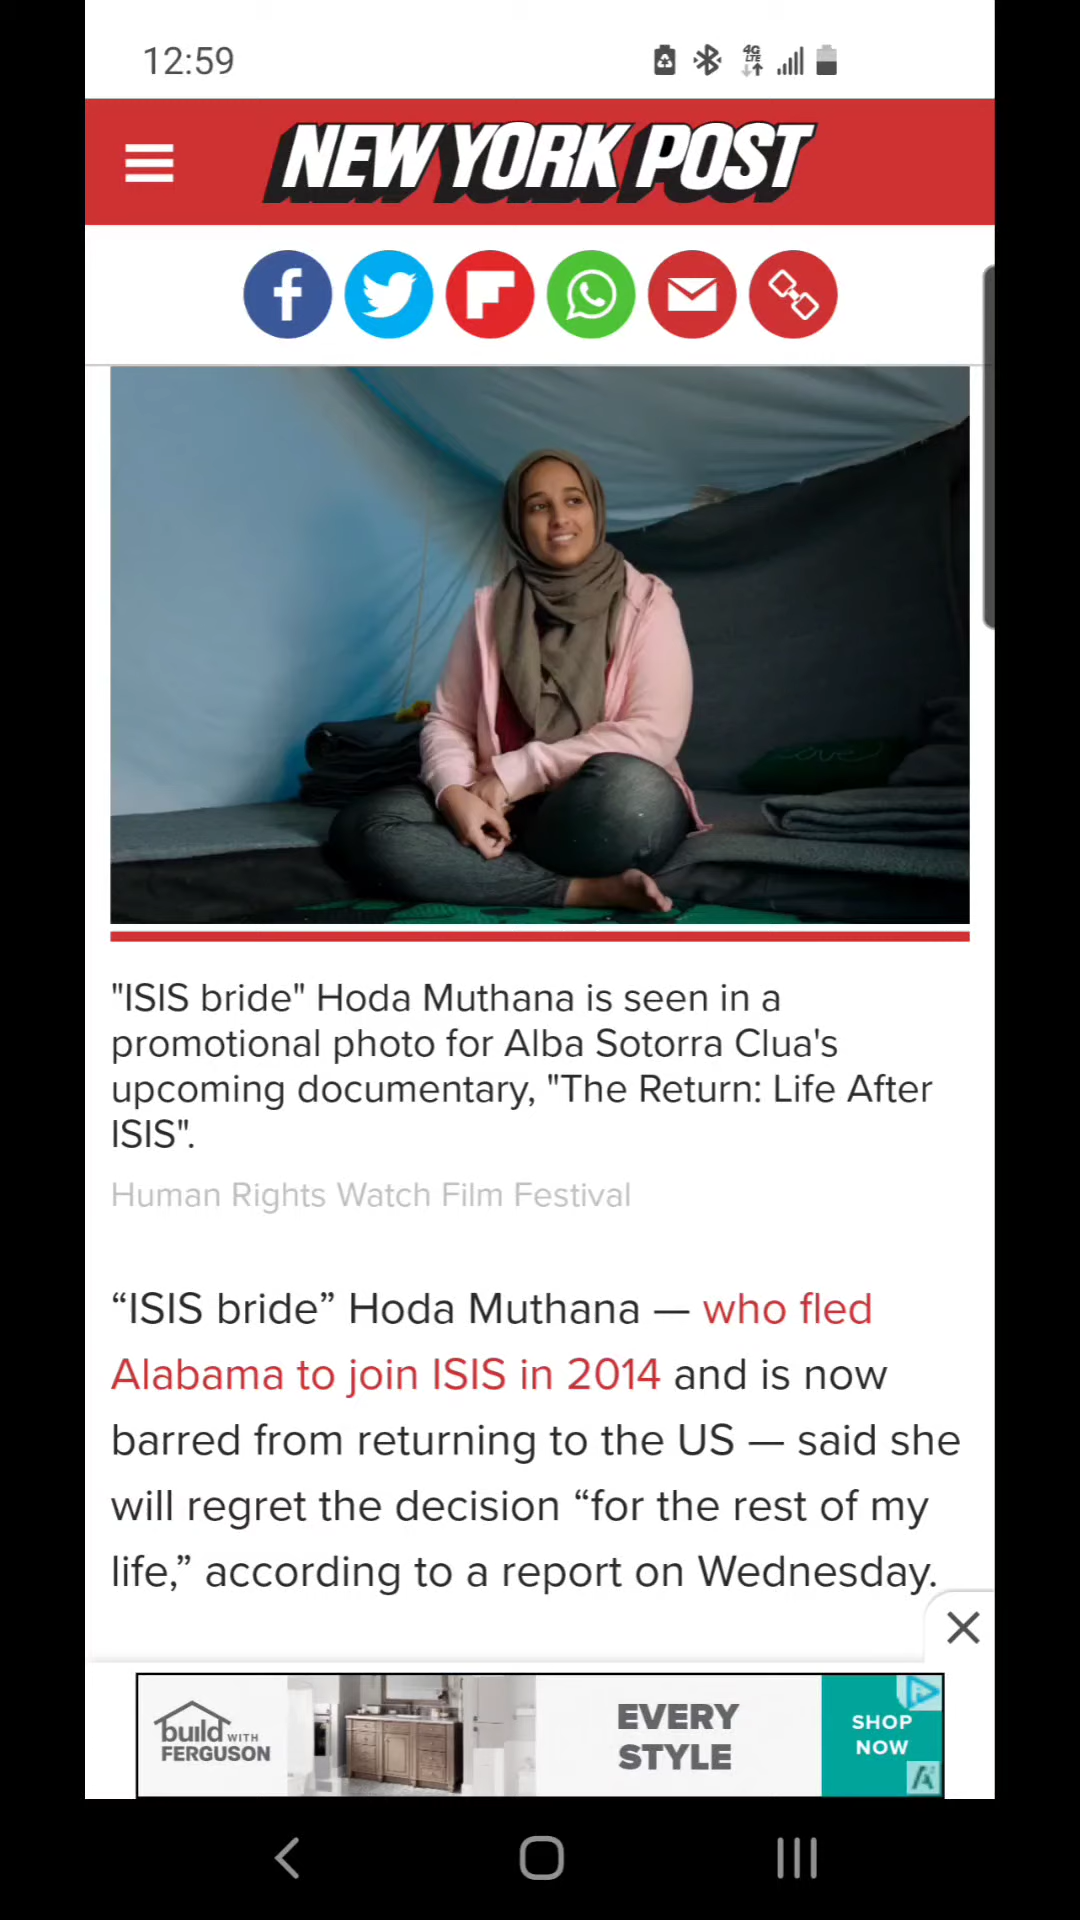 12:59
4G
LTE
NEW YORK POST
love
"ISIS bride" Hoda Muthana is seen in a
promotional photo for Alba Sotorra Clua's
upcoming documentary, "The Return: Life After
ISIS".
Human Rights Watch Film Festival
“ISIS bride” Hoda Muthana — who fled
Alabama to join ISIS in 2014 and is now
barred from returning to the US — said she
will regret the decision “for the rest of my
life,” according to a report on Wednesday.
build WITH
FERGUSON
EVERY
STYLE
SHOP
NOW